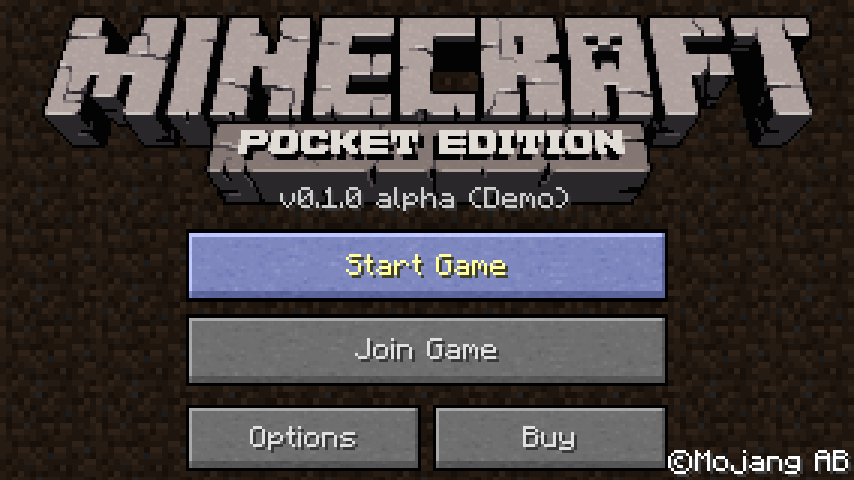 MINECRAFT
POCKET EDITION
v0.1.0 alpha (Demo)
Start Game
Join Game
Options
Buy
©Mojang AB